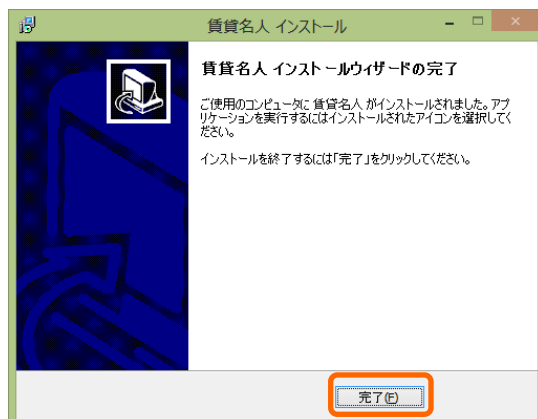 賃貸名人 インストール
賃貸名人 インストールウィザードの完了
ご使用のコンピュータに 賃貸名人 がインストールされました。アプ
リケーションを実行するにはインストールされたアイコンを選択してく
ださい。
インストールを終了するには「完了」をクリックしてください。
完了(F)